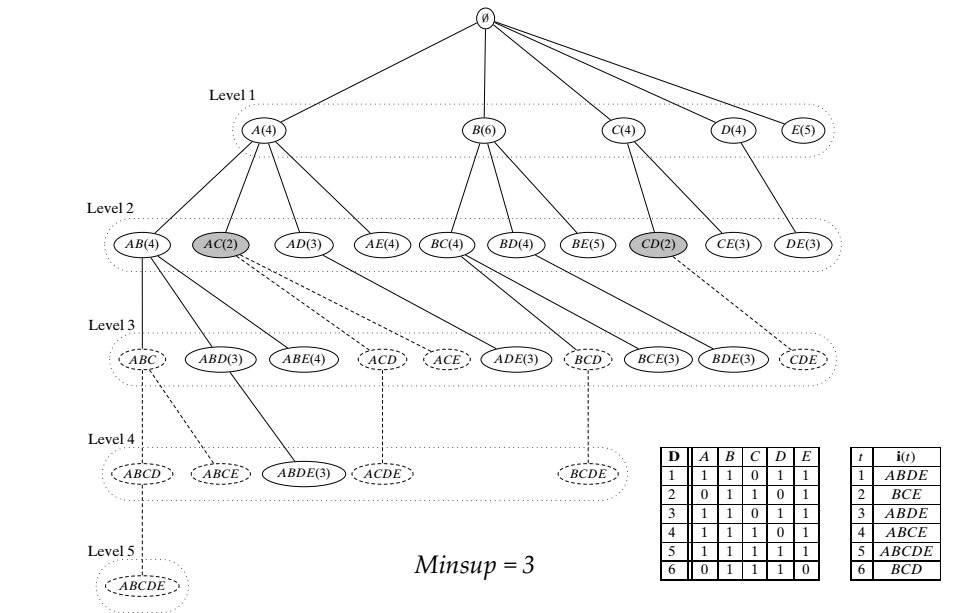 ∅
Level 1
A(4) B(6) C(4) D(4) E(5)
Level 2
AB(4) AC(2) AD(3) AE(4) BC(4) BD(4) BE(5) CD(2) CE(3) DE(3)
Level 3
ABC ABD(3) ABE(4) ACD ACE ADE(3) BCD BCE(3) BDE(3) CDE
Level 4
ABCD ABCE ABDE(3) ACDE BCDE
Level 5
ABCDE
Minsup = 3
D A B C D E
1 1 1 0 1 1
2 0 1 1 0 1
3 1 1 0 1 1
4 1 1 1 0 1
5 1 1 1 1 1
6 0 1 1 1 0
t i(t)
1 ABDE
2 BCE
3 ABDE
4 ABCE
5 ABCDE
6 BCD